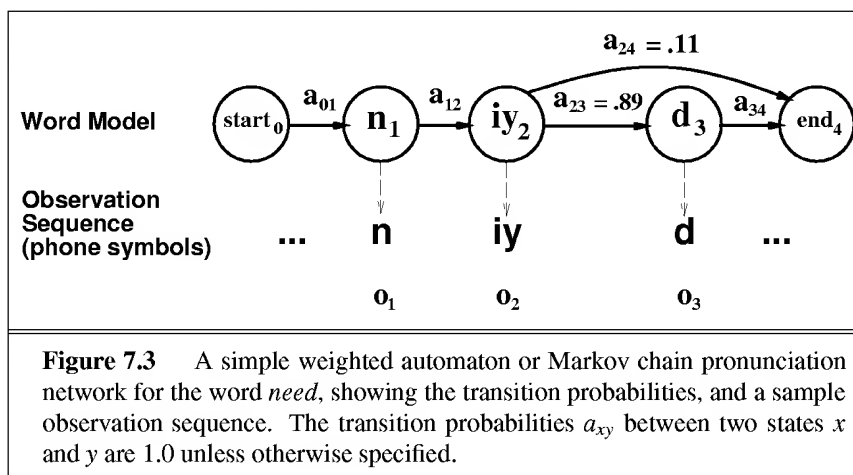 a24 = .11
a01 a12 a23 = .89 a34
Word Model start0 n1 iy2 d3 end4
Observation
Sequence
(phone symbols) ... n iy d ...
o1 o2 o3
Figure 7.3 A simple weighted automaton or Markov chain pronunciation
network for the word need, showing the transition probabilities, and a sample
observation sequence. The transition probabilities axy between two states x
and y are 1.0 unless otherwise specified.